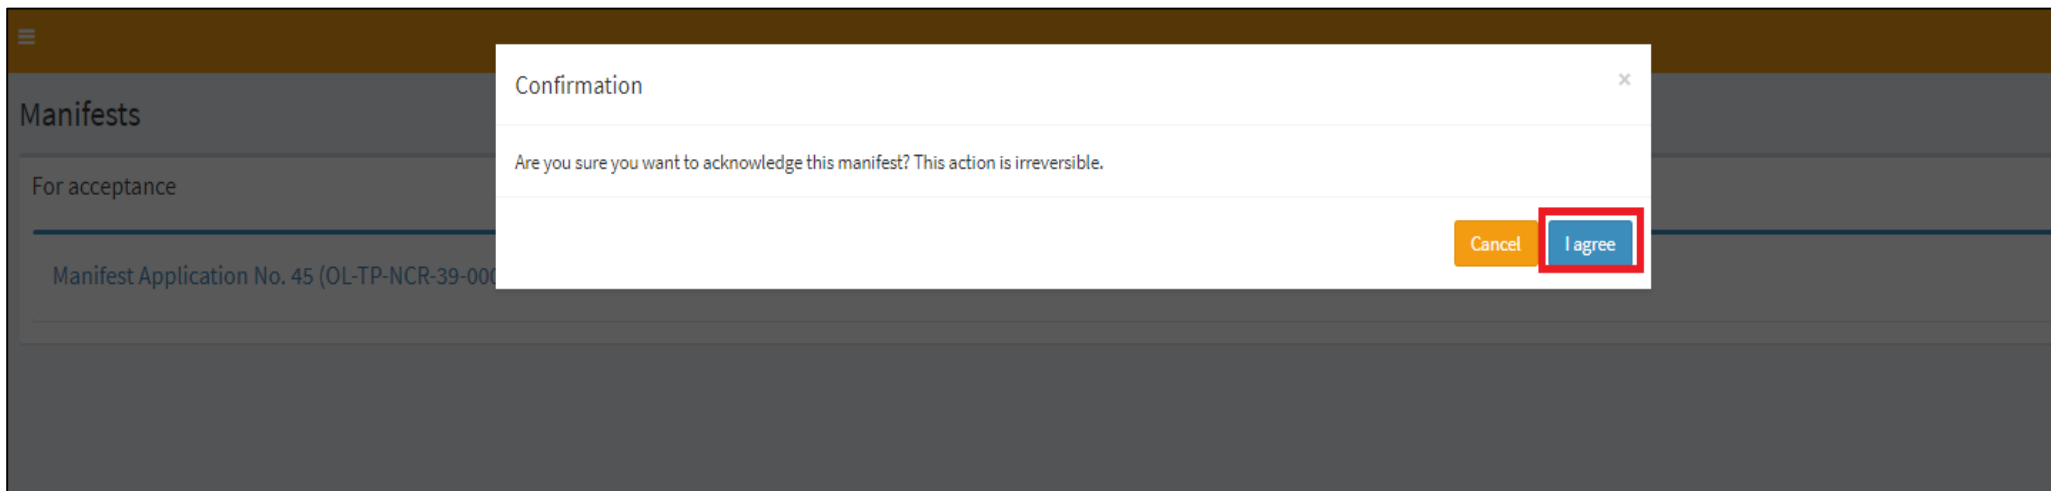 Confirmation
×
Manifests
Are you sure you want to acknowledge this manifest? This action is irreversible.
For acceptance
Cancel
I agree
Manifest Application No. 45 (OL-TP-NCR-39-000